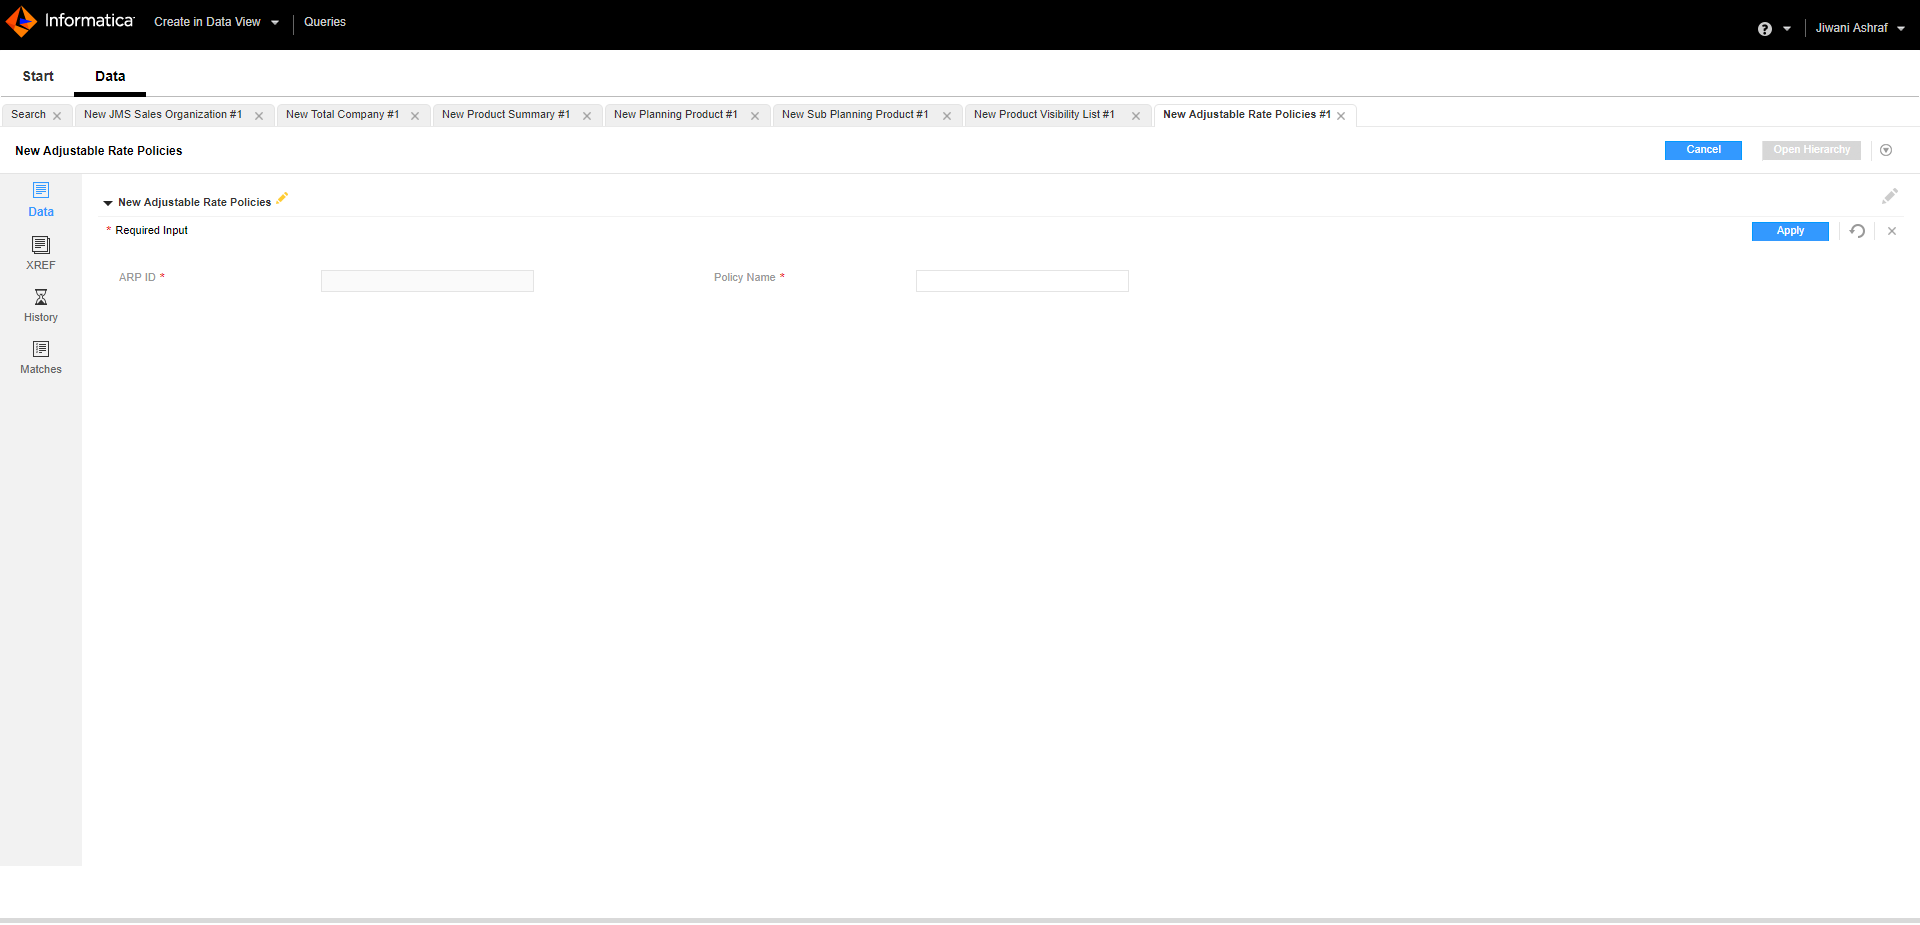 Informatica Create in Data View Queries ? Jiwani Ashraf
Start Data
Search New JMS Sales Organization #1 New Total Company #1 New Product Summary #1 New Planning Product #1 New Sub Planning Product #1 New Product Visibility List #1 New Adjustable Rate Policies #1
New Adjustable Rate Policies Cancel Open Hierarchy
Data
XREF
History
Matches
New Adjustable Rate Policies
* Required Input Apply
ARP ID * Policy Name *